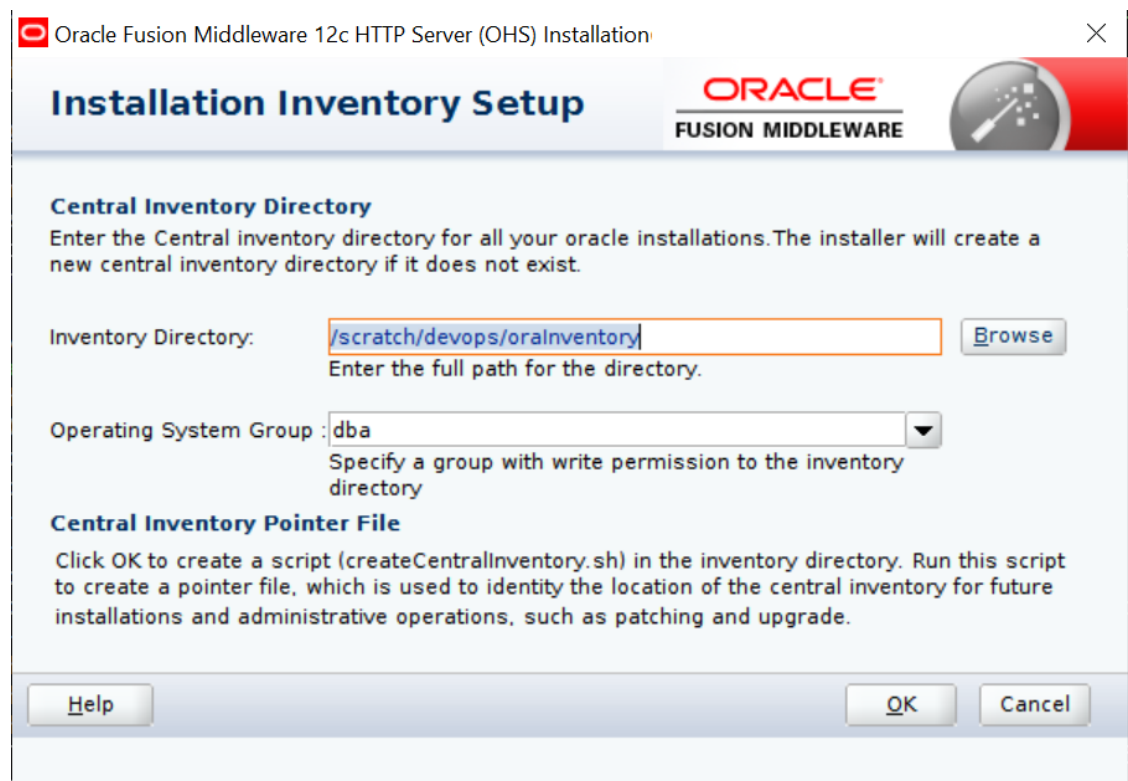 Oracle Fusion Middleware 12c HTTP Server (OHS) Installation
Installation Inventory Setup
ORACLE
FUSION MIDDLEWARE
Central Inventory Directory
Enter the Central inventory directory for all your oracle installations.The installer will create a
new central inventory directory if it does not exist.
Inventory Directory:
/scratch/devops/oraInventory
Browse
Enter the full path for the directory.
Operating System Group :
dba
Specify a group with write permission to the inventory
directory
Central Inventory Pointer File
Click OK to create a script (createCentralInventory.sh) in the inventory directory. Run this script
to create a pointer file, which is used to identity the location of the central inventory for future
installations and administrative operations, such as patching and upgrade.
Help
OK
Cancel